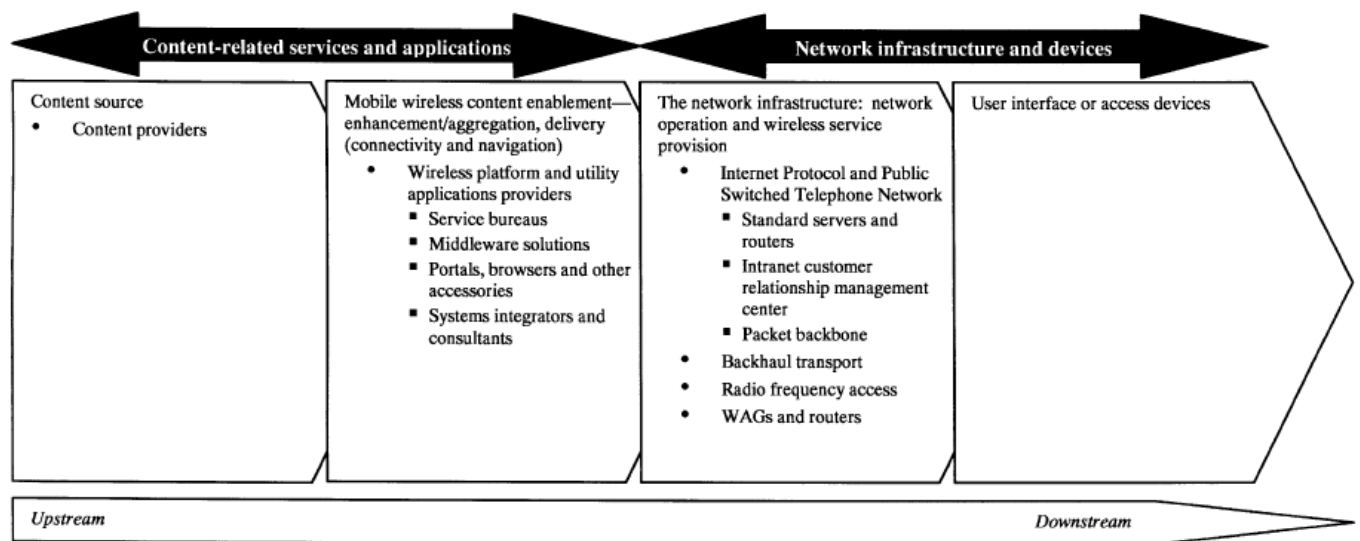 Content-related services and applications
Network infrastructure and devices
Content source
• Content providers
Mobile wireless content enablement—
enhancement/aggregation, delivery
(connectivity and navigation)
• Wireless platform and utility
applications providers
▪ Service bureaus
▪ Middleware solutions
▪ Portals, browsers and other
accessories
▪ Systems integrators and
consultants
The network infrastructure: network
operation and wireless service
provision
• Internet Protocol and Public
Switched Telephone Network
▪ Standard servers and
routers
▪ Intranet customer
relationship management
center
▪ Packet backbone
• Backhaul transport
• Radio frequency access
• WAGs and routers
User interface or access devices
Upstream
Downstream